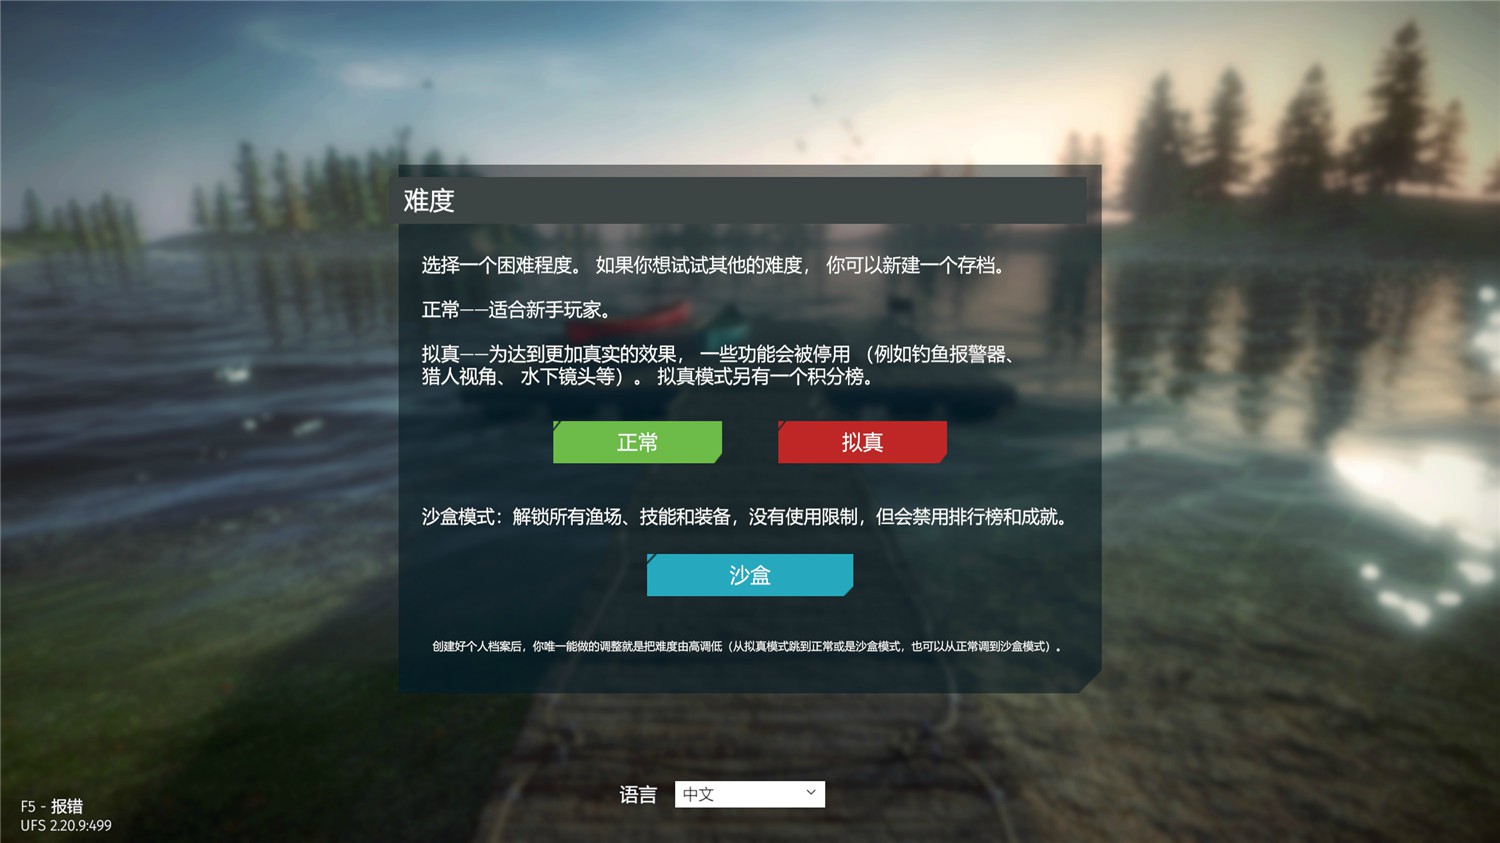 难度
选择一个困难程度。 如果你想试试其他的难度， 你可以新建一个存档。
正常——适合新手玩家。
拟真——为达到更加真实的效果， 一些功能会被停用 （例如钓鱼报警器、
猎人视角、 水下镜头等）。 拟真模式另有一个积分榜。
正常
拟真
沙盒模式：解锁所有渔场、技能和装备，没有使用限制，但会禁用排行榜和成就。
沙盒
创建好个人档案后，你唯一能做的调整就是把难度由高调低（从拟真模式跳到正常或是沙盒模式，也可以从正常调到沙盒模式）。
语言 中文
F5 - 报错
UFS 2.20.9:499